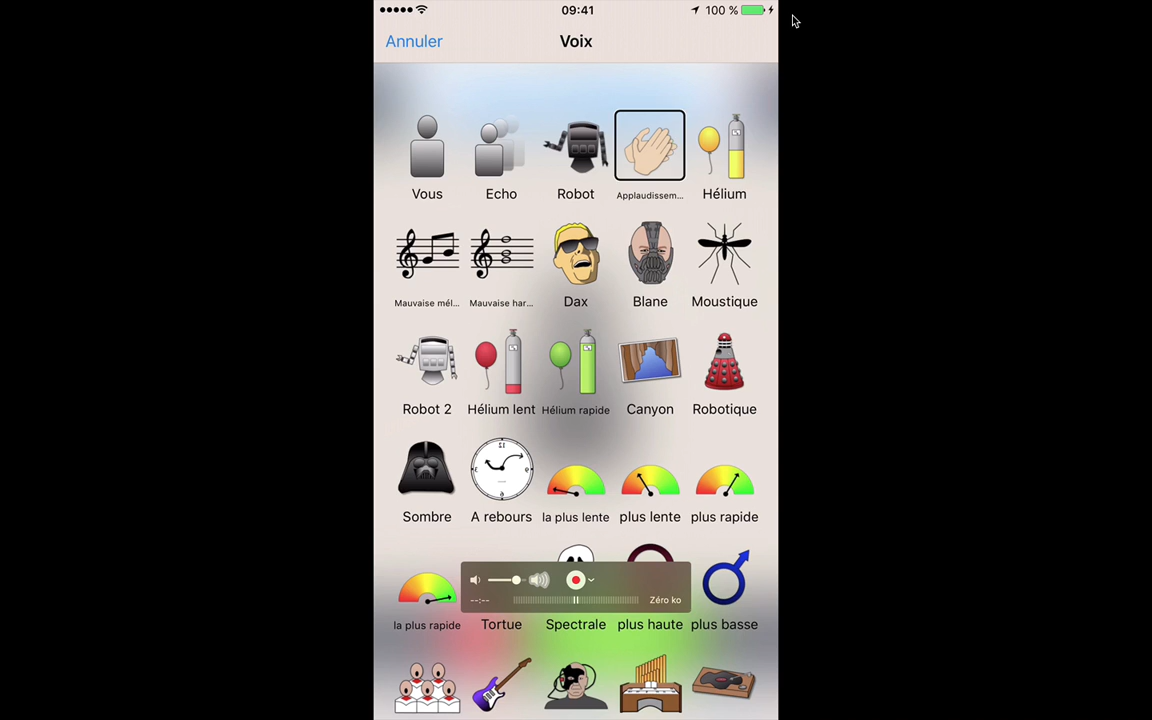 09:41
100 %
Annuler
Voix
Vous
Echo
Robot
Applaudissem...
Hélium
Mauvaise mél...
Mauvaise har...
Dax
Blane
Moustique
Robot 2
Hélium lent
Hélium rapide
Canyon
Robotique
Sombre
A rebours
la plus lente
plus lente
plus rapide
--:--
Zéro ko
la plus rapide
Tortue
Spectrale
plus haute
plus basse